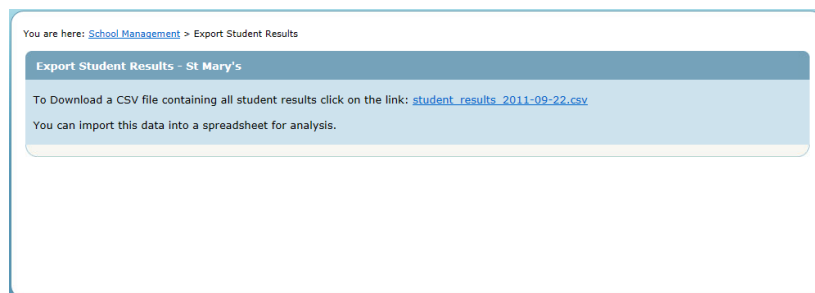 You are here: School Management > Export Student Results
Export Student Results - St Mary's
To Download a CSV file containing all student results click on the link: student_results_2011-09-22.csv
You can import this data into a spreadsheet for analysis.